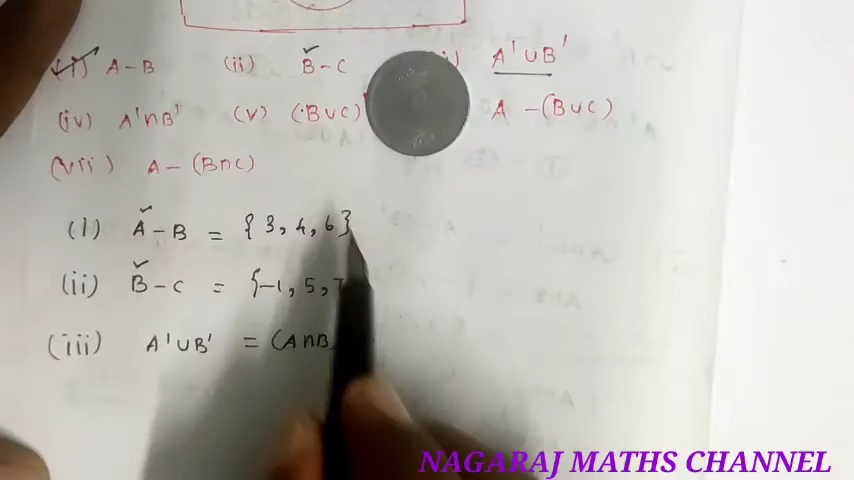 (i) A-B (ii) B-C A'∪B'
(iv) A'∩B' (v) (B∪C) A-(B∪C)
(vii) A-(B∩C)
(i) A-B = {3,4,6}
(ii) B-C = {-1,5,7
(iii) A'∪B' = (A∩B
NAGARAJ MATHS CHANNEL